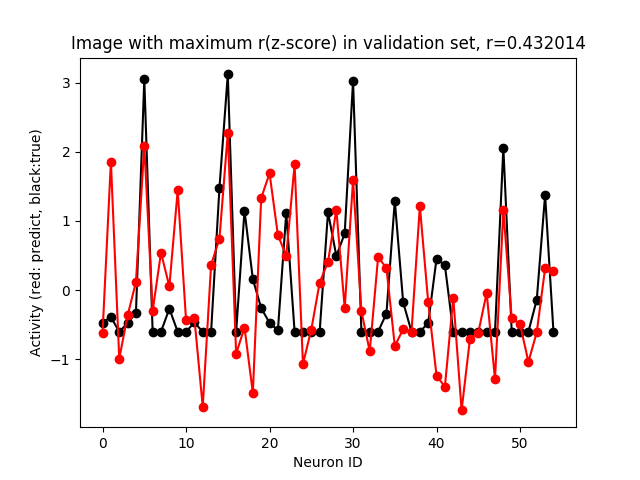 Image with maximum r(z-score) in validation set, r=0.432014
Activity (red: predict, black:true)
3
2
1
0
−1
0 10 20 30 40 50
Neuron ID